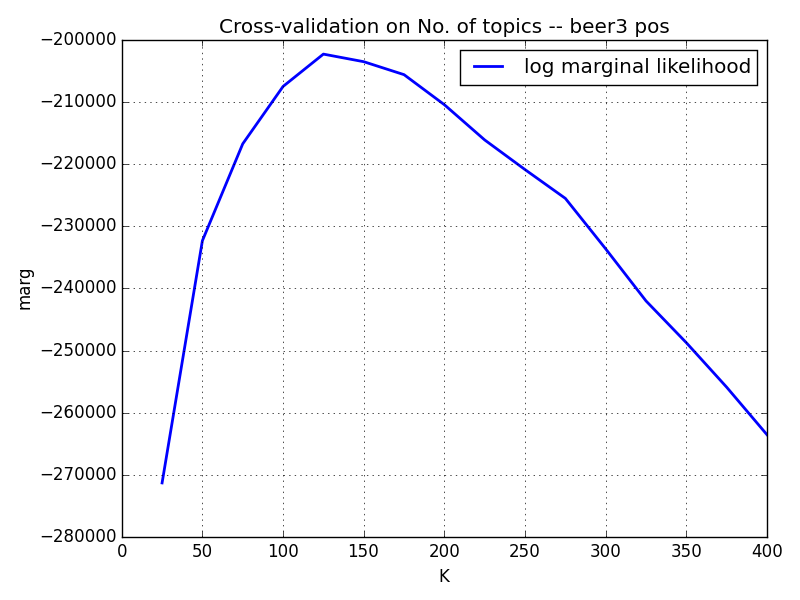 Cross-validation on No. of topics -- beer3 pos
log marginal likelihood
−200000
−210000
−220000
−230000
−240000
−250000
−260000
−270000
−280000
marg
0 50 100 150 200 250 300 350 400
K